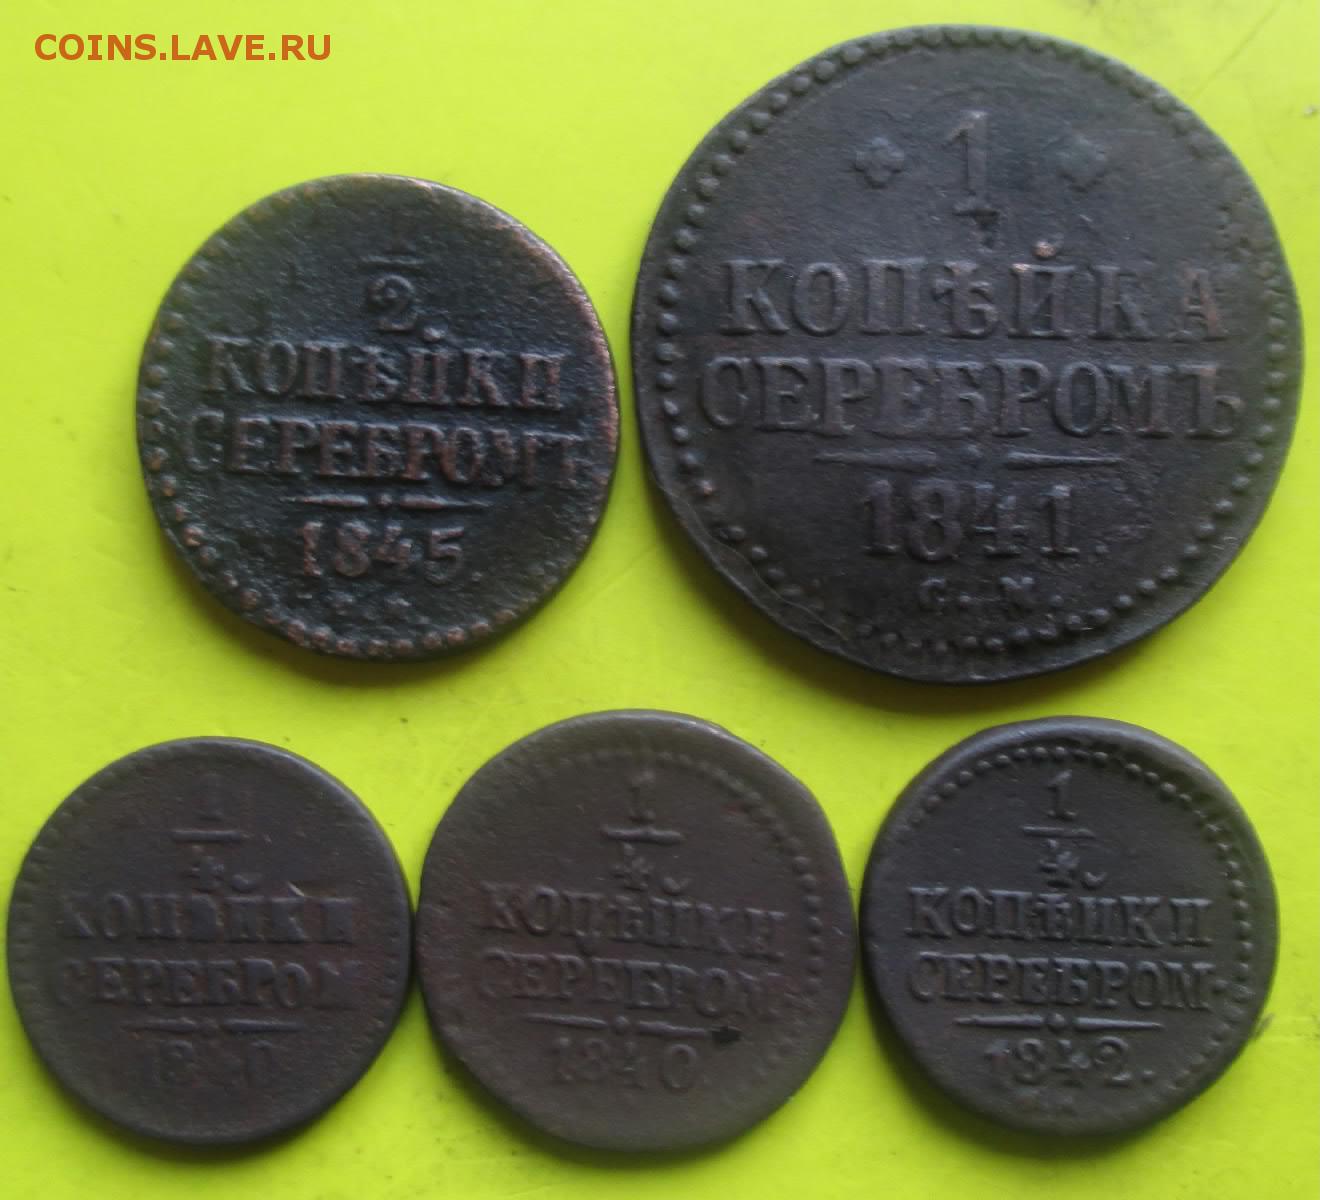 COINS.LAVE.RU
2.
КОПѢЙКИ
СЕРЕБРОМЪ
1845.
1
КОПѢЙКА
СЕРЕБРОМЪ
1841.
С. М.
1
4.
КОПѢЙКИ
СЕРЕБРОМ
1840
1
4.
КОПѢЙКИ
СЕРЕБРОМ
1840
1
4.
КОПѢЙКИ
СЕРЕБРОМ
1842.